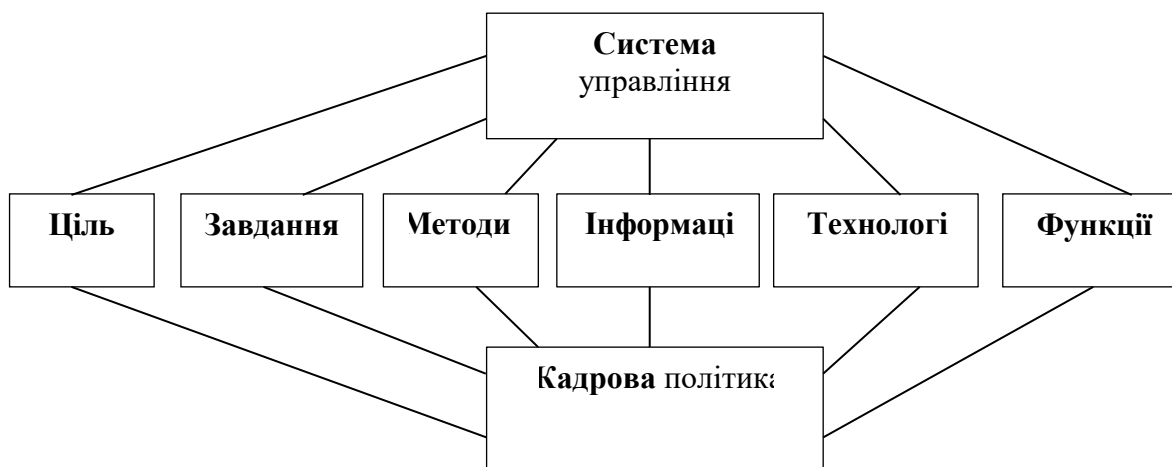 Система
управління
Ціль
Завдання
Методи
Інформаці
Технологі
Функції
Кадрова політика